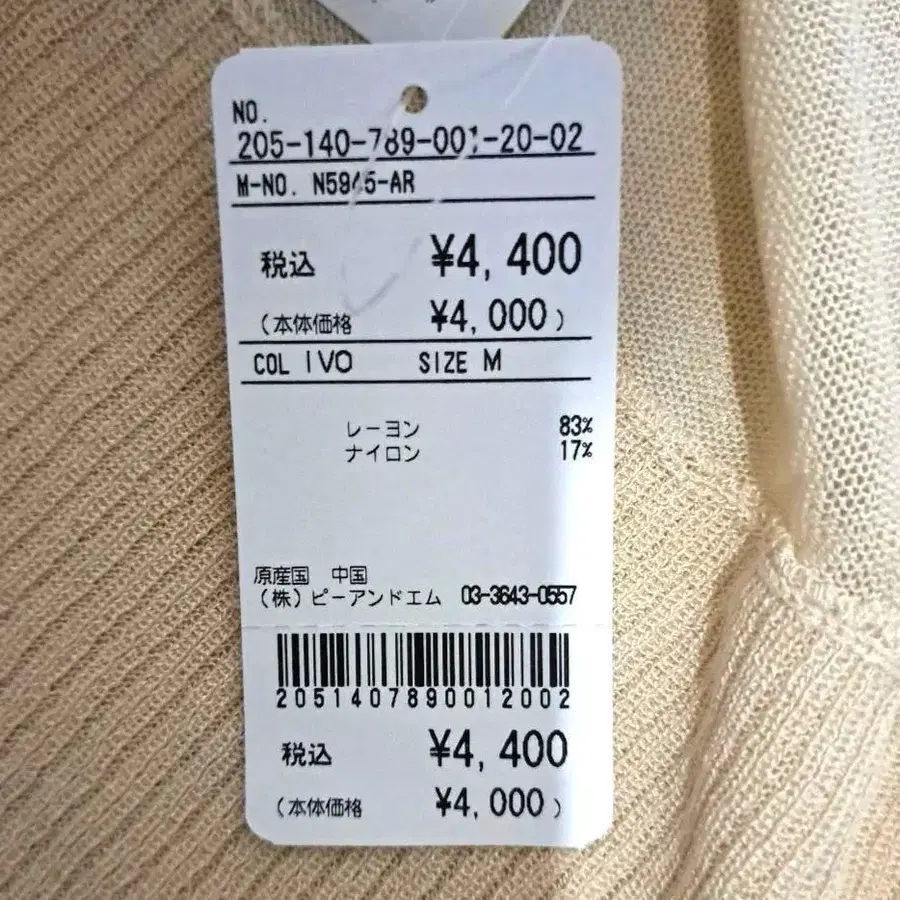 NO.
205-140-789-001-20-02
M-NO. N5945-AR
税込 ¥4,400
(本体価格 ¥4,000)
COL IVO SIZE M
レーヨン 83%
ナイロン 17%
原産国 中国
(株)ピーアンドエム 03-3643-0557
2051407890012002
税込 ¥4,400
(本体価格 ¥4,000)